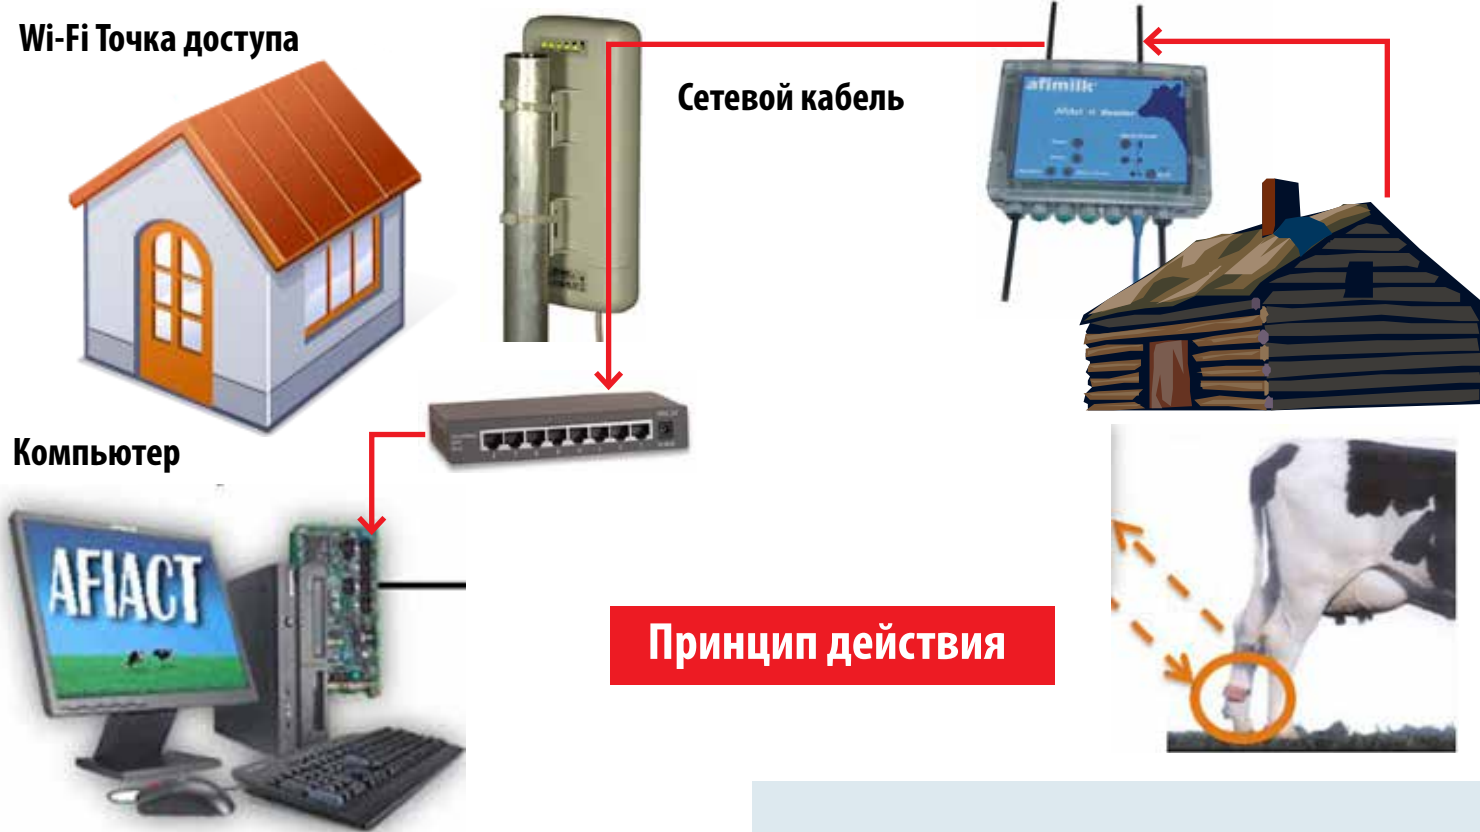 Wi-Fi Точка доступа
Сетевой кабель
afimilk
Компьютер
AFIACT
Принцип действия